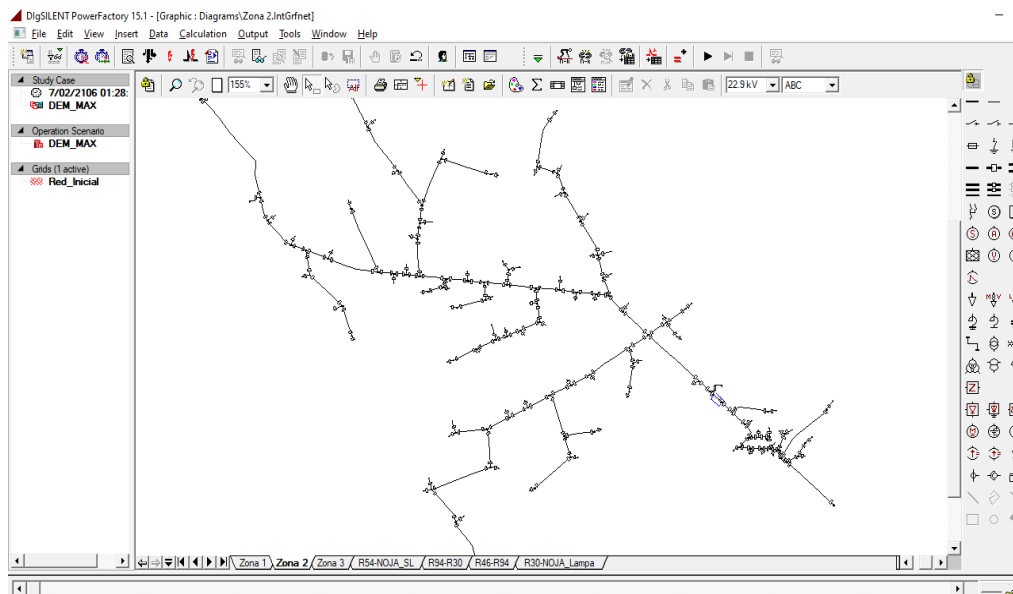 DIgSILENT PowerFactory 15.1 - [Graphic : Diagrams\Zona 2.IntGrfnet]
File Edit View Insert Data Calculation Output Tools Window Help
155%
22.9 kV
ABC
Study Case
7/02/2106 01:28:
DEM_MAX
Operation Scenario
DEM_MAX
Grids (1 active)
Red_Inicial
Zona 1 Zona 2 Zona 3 R54-NOJA_SL R94-R30 R46-R94 R30-NOJA_Lampa